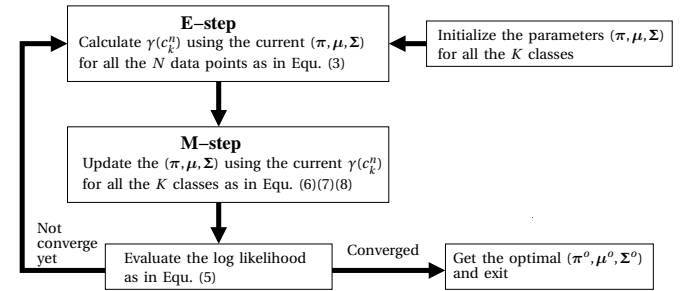 E–step
Calculate γ(c_k^n) using the current (π, μ, Σ)
for all the N data points as in Equ. (3)
Initialize the parameters (π, μ, Σ)
for all the K classes
M–step
Update the (π, μ, Σ) using the current γ(c_k^n)
for all the K classes as in Equ. (6)(7)(8)
Not
converge
yet
Evaluate the log likelihood
as in Equ. (5)
Converged
Get the optimal (π^o, μ^o, Σ^o)
and exit